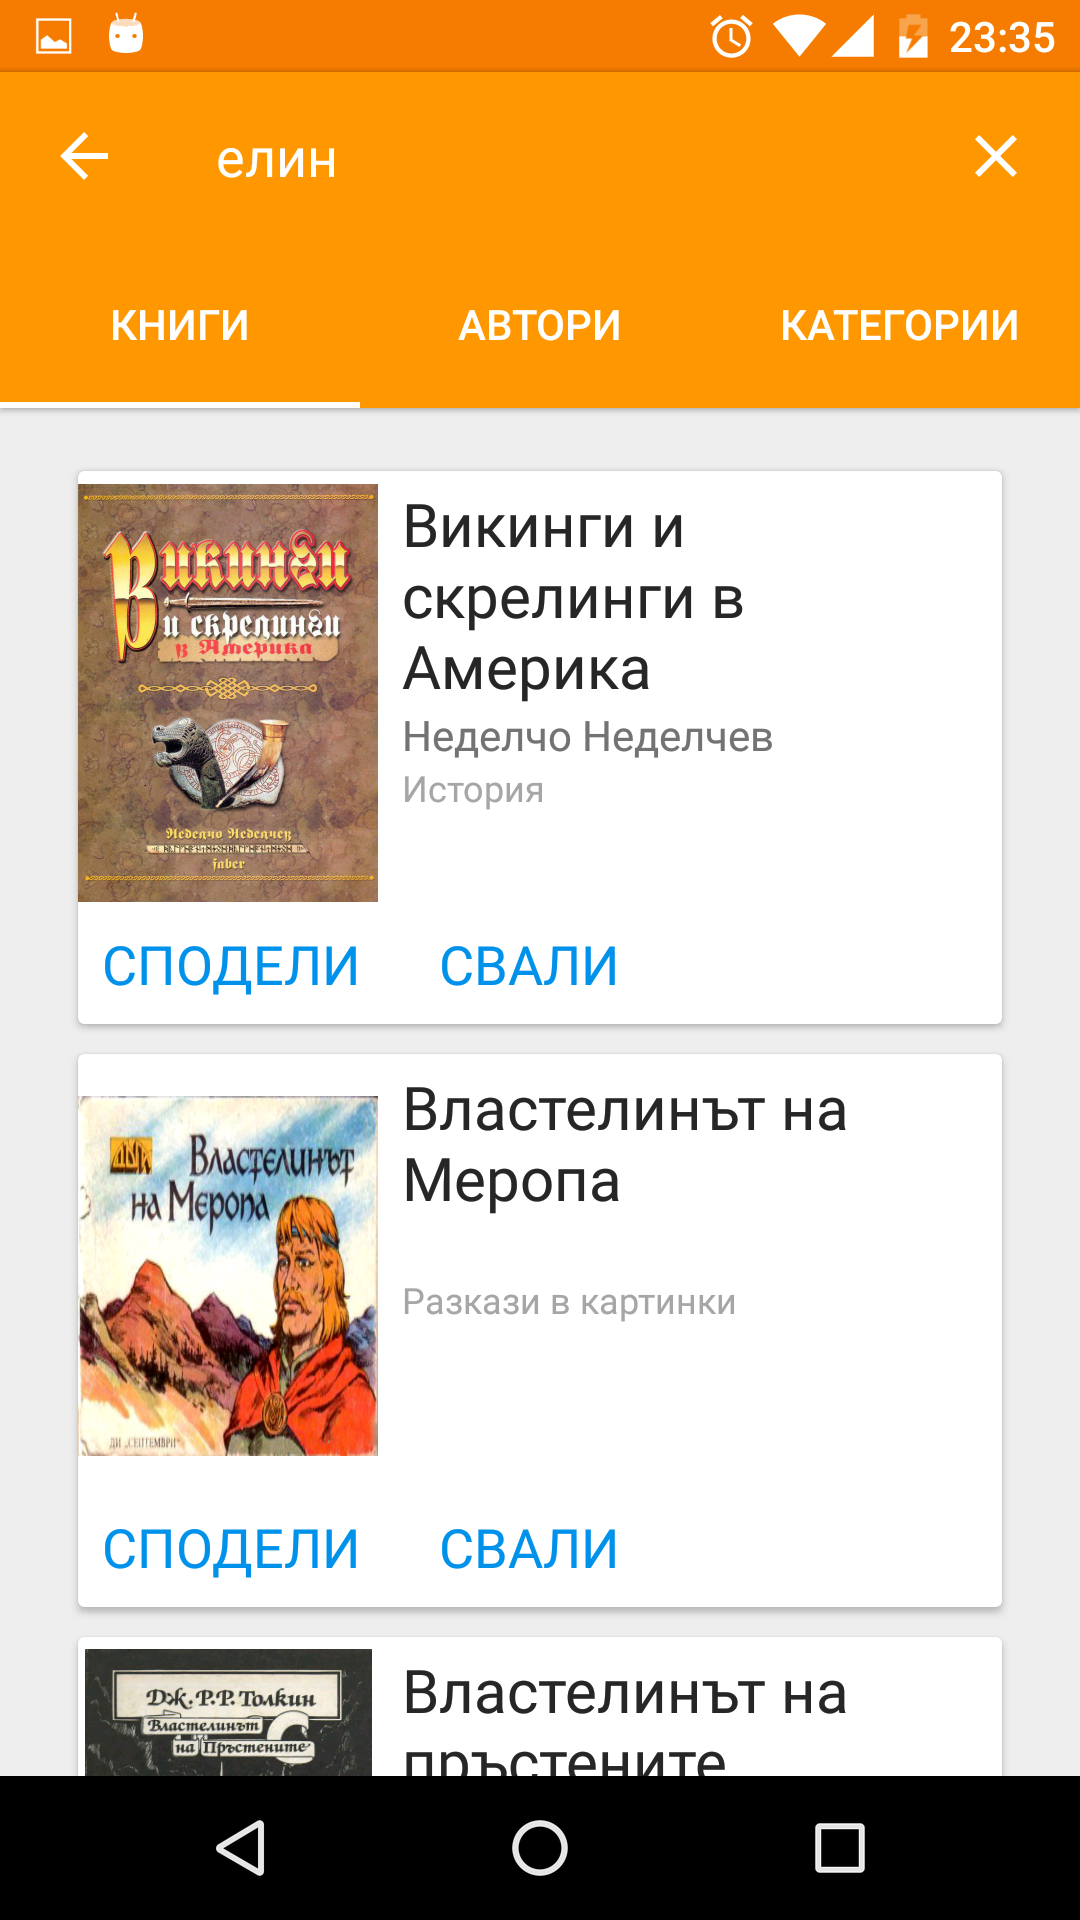 23:35
елин
КНИГИ
АВТОРИ
КАТЕГОРИИ
Викинги
и скрелинги
в Америка
Неделчо Неделчев
faber
Викинги и
скрелинги в
Америка
Неделчо Неделчев
История
СПОДЕЛИ
СВАЛИ
Властелинът
на Меропа
ДИ „СЕПТЕМВРИ“
Властелинът на
Меропа
Разкази в картинки
СПОДЕЛИ
СВАЛИ
Дж. Р. Р. Толкин
Властелинът
на Пръстените
Властелинът на
пръстените